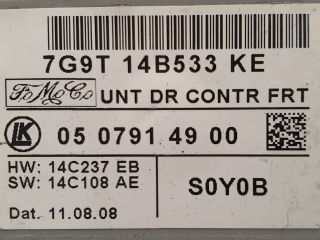 7G9T 14B533 KE
FoMoCo UNT DR CONTR FRT
LK 05 0791 49 00
HW: 14C237 EB
SW: 14C108 AE
S0Y0B
Dat. 11.08.08